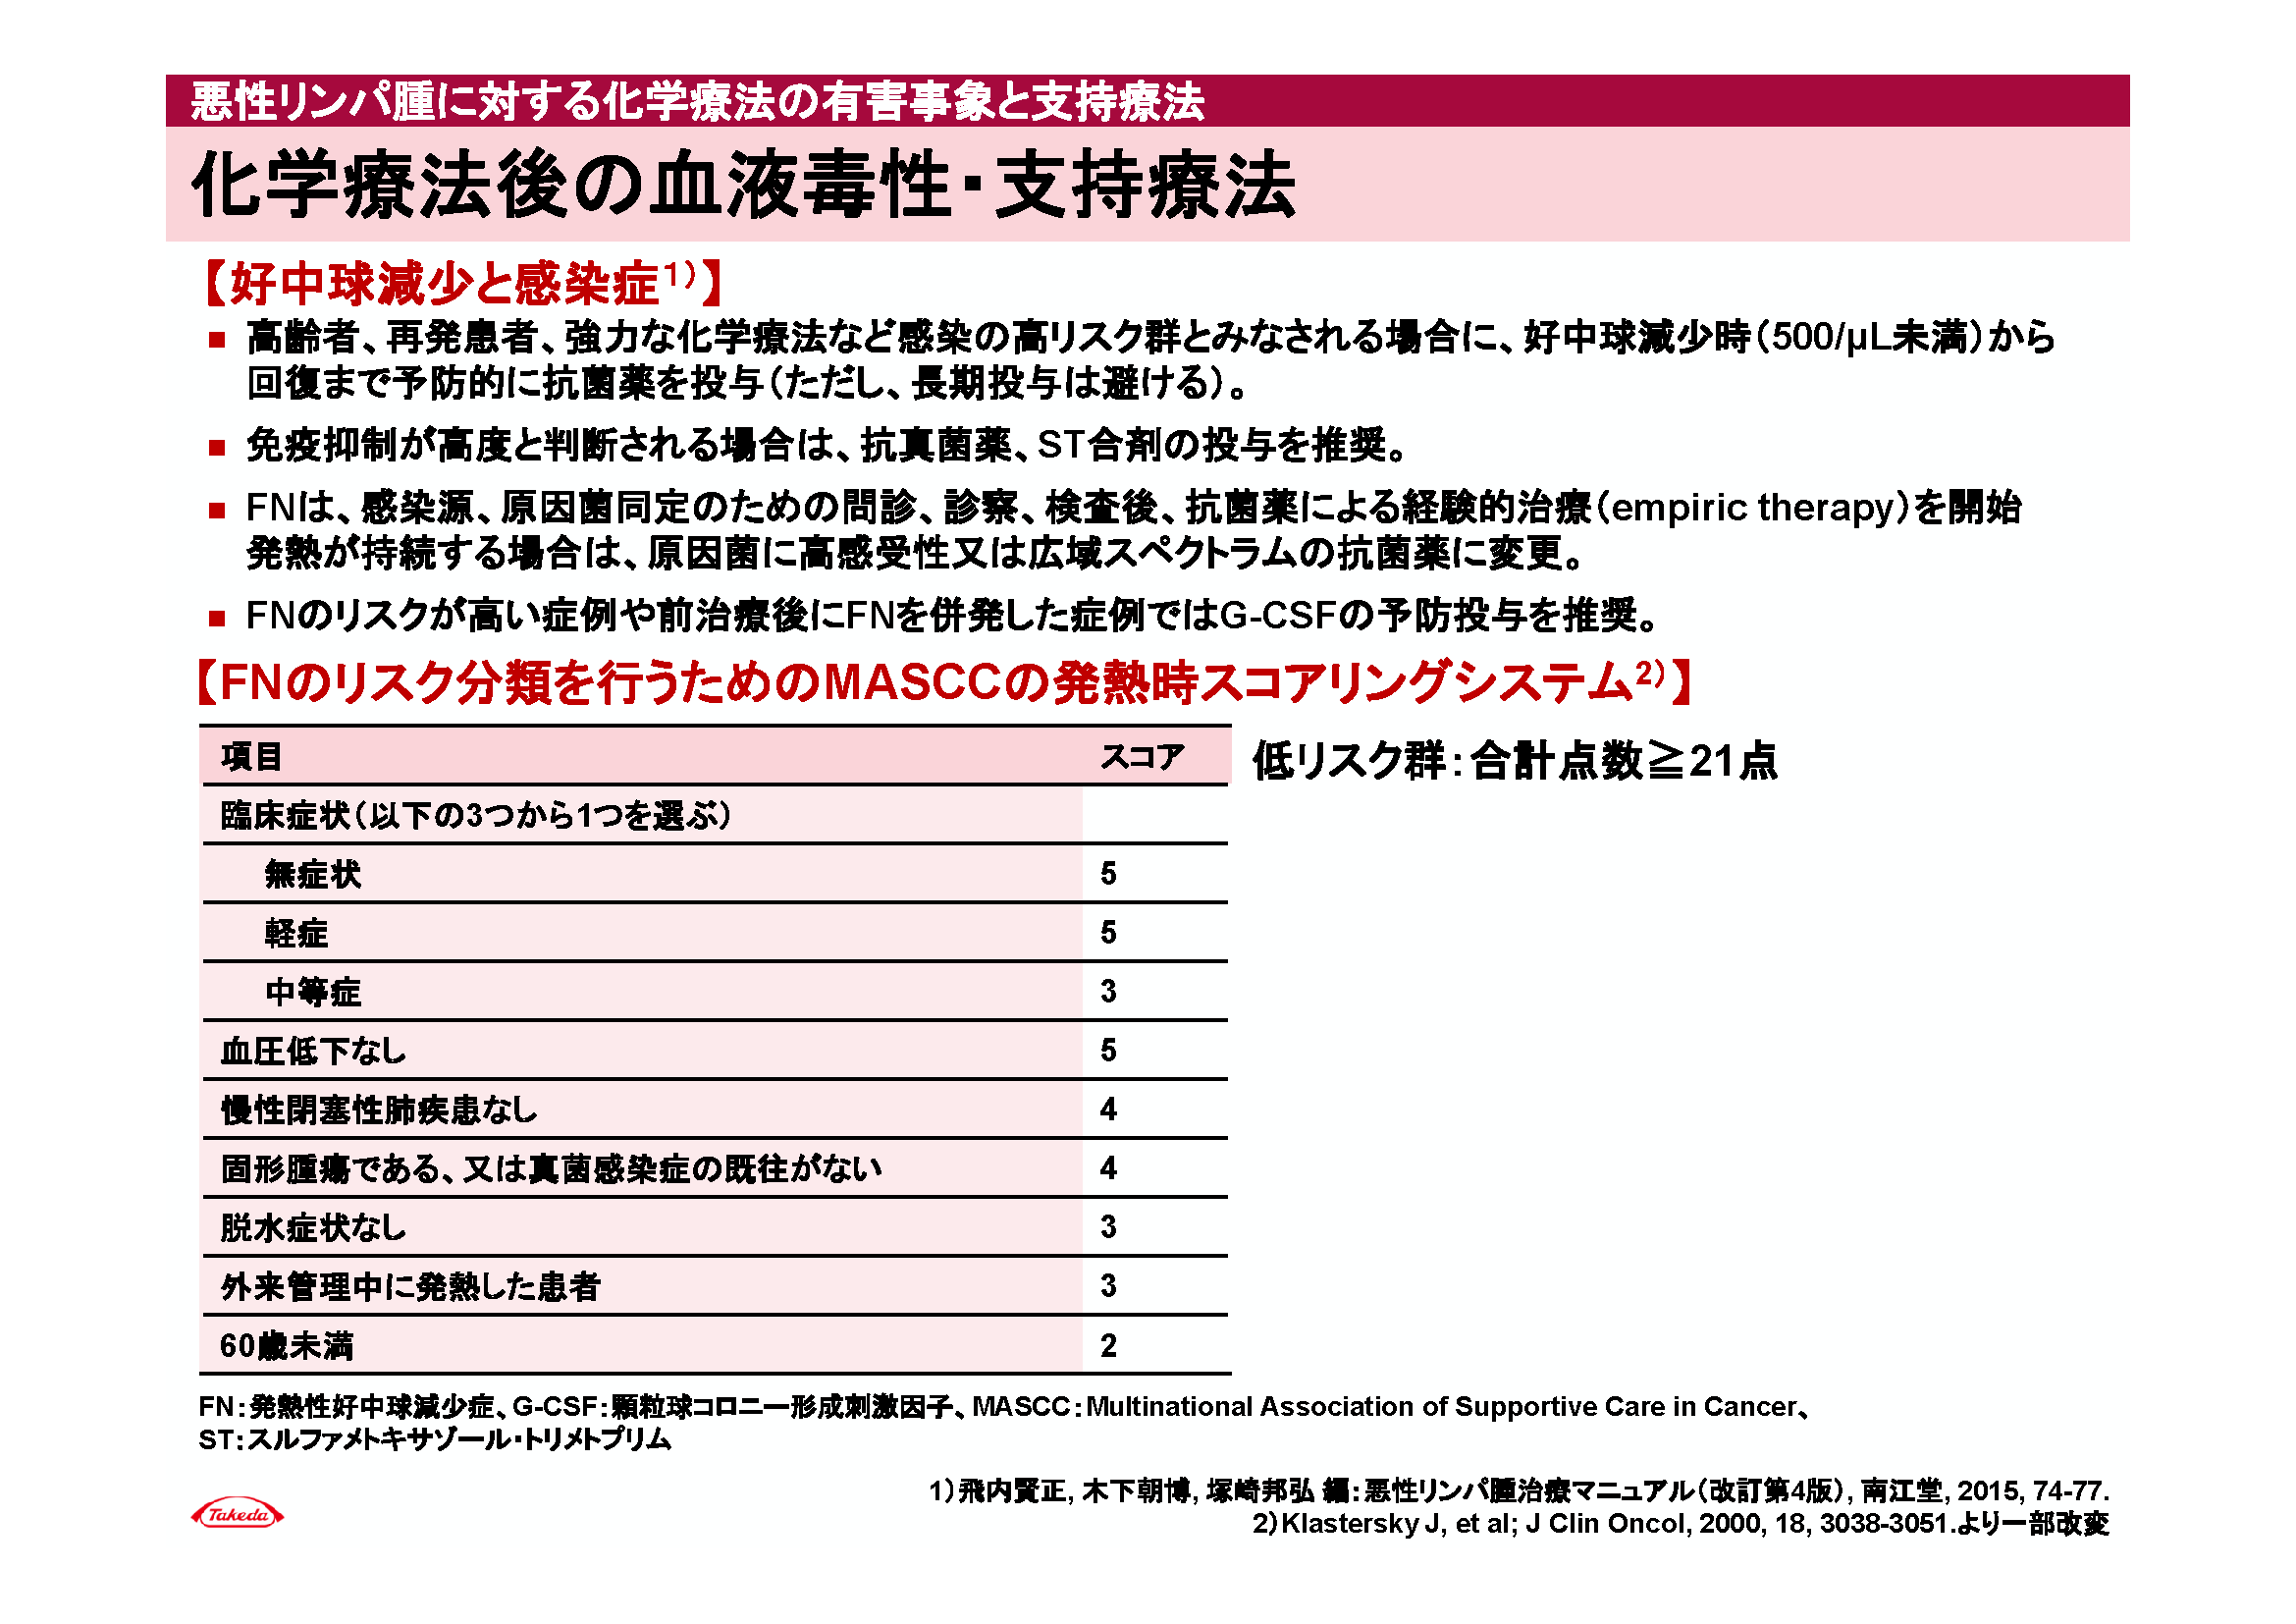 悪性リンパ腫に対する化学療法の有害事象と支持療法
化学療法後の血液毒性・支持療法
【好中球減少と感染症1)】
■ 高齢者、再発患者、強力な化学療法など感染の高リスク群とみなされる場合に、好中球減少時（500/μL未満）から
回復まで予防的に抗菌薬を投与（ただし、長期投与は避ける）。
■ 免疫抑制が高度と判断される場合は、抗真菌薬、ST合剤の投与を推奨。
■ FNは、感染源、原因菌同定のための問診、診察、検査後、抗菌薬による経験的治療（empiric therapy）を開始
発熱が持続する場合は、原因菌に高感受性又は広域スペクトラムの抗菌薬に変更。
■ FNのリスクが高い症例や前治療後にFNを併発した症例ではG-CSFの予防投与を推奨。
【FNのリスク分類を行うためのMASCCの発熱時スコアリングシステム2)】
項目 スコア
低リスク群：合計点数≧21点
臨床症状（以下の3つから1つを選ぶ）
無症状 5
軽症 5
中等症 3
血圧低下なし 5
慢性閉塞性肺疾患なし 4
固形腫瘍である、又は真菌感染症の既往がない 4
脱水症状なし 3
外来管理中に発熱した患者 3
60歳未満 2
FN：発熱性好中球減少症、G-CSF：顆粒球コロニー形成刺激因子、MASCC：Multinational Association of Supportive Care in Cancer、
ST：スルファメトキサゾール・トリメトプリム
1）飛内賢正, 木下朝博, 塚崎邦弘 編：悪性リンパ腫治療マニュアル（改訂第4版）, 南江堂, 2015, 74-77.
2）Klastersky J, et al; J Clin Oncol, 2000, 18, 3038-3051.より一部改変
Takeda